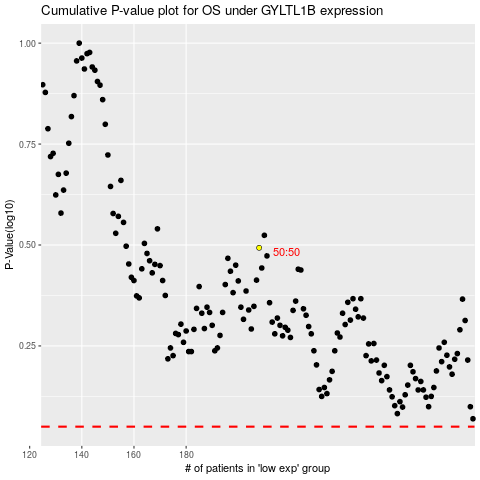 Cumulative P-value plot for OS under GYLTL1B expression
P-Value(log10)
1.00
0.75
0.50
0.25
50:50
120 140 160 180
# of patients in 'low exp' group